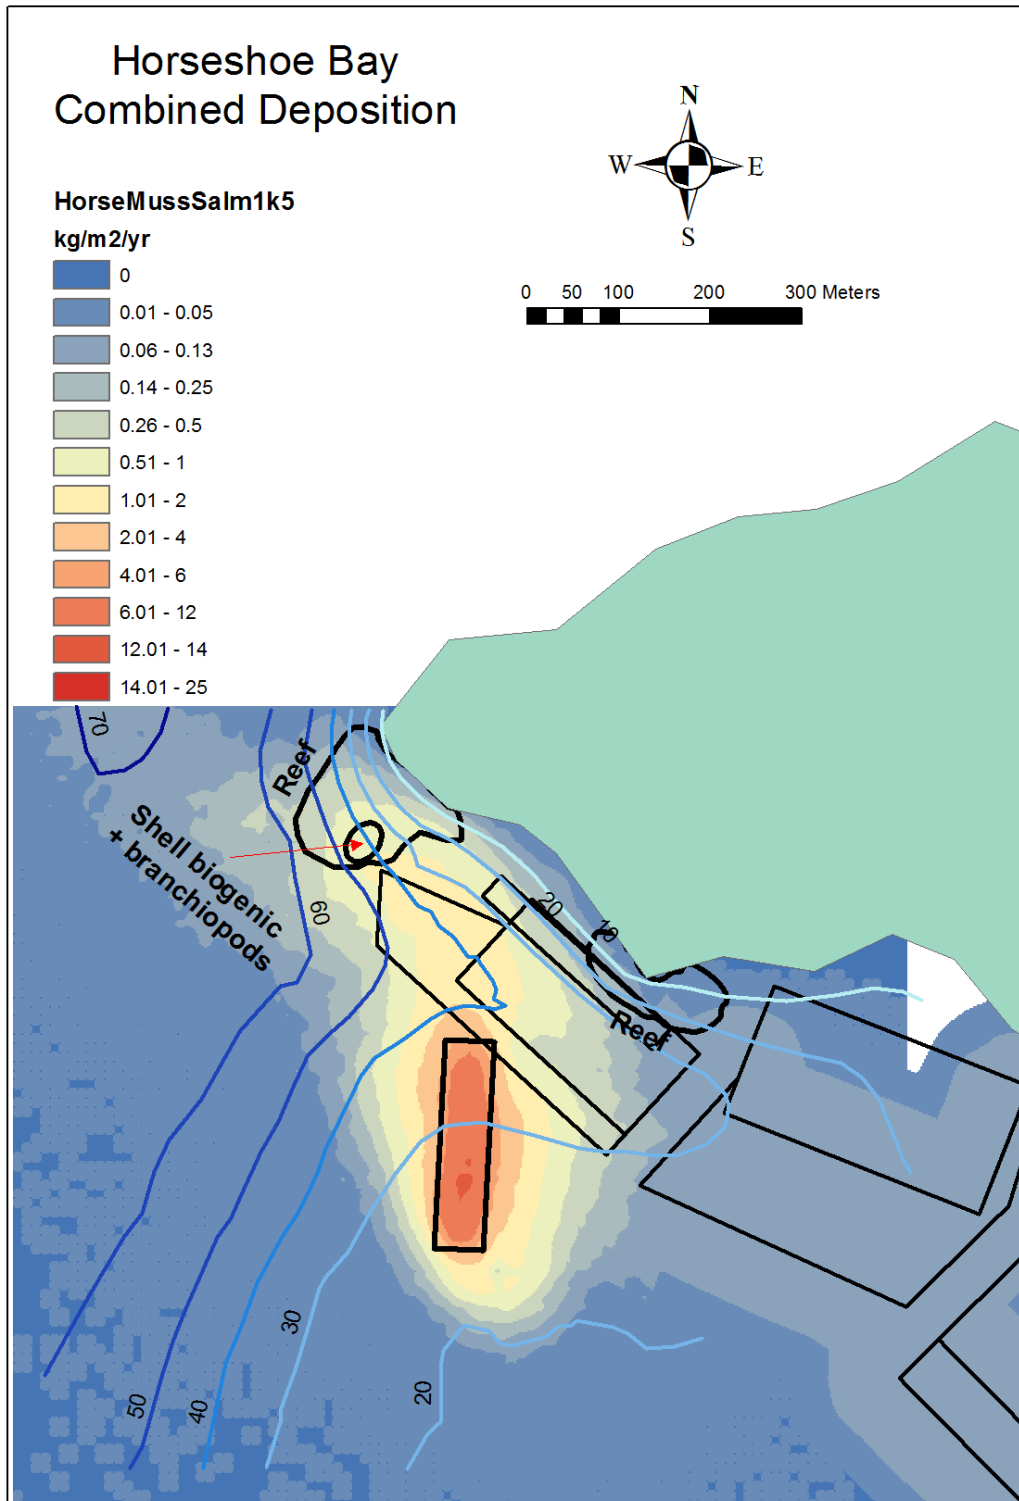 Horseshoe Bay
Combined Deposition
N
W
E
S
HorseMussSalm1k5
kg/m2/yr
0
0.01 - 0.05
0.06 - 0.13
0.14 - 0.25
0.26 - 0.5
0.51 - 1
1.01 - 2
2.01 - 4
4.01 - 6
6.01 - 12
12.01 - 14
14.01 - 25
0 50 100 200 300 Meters
70
Reef
Shell biogenic
+ branchiopods
60
20
10
Reef
30
20
40
50